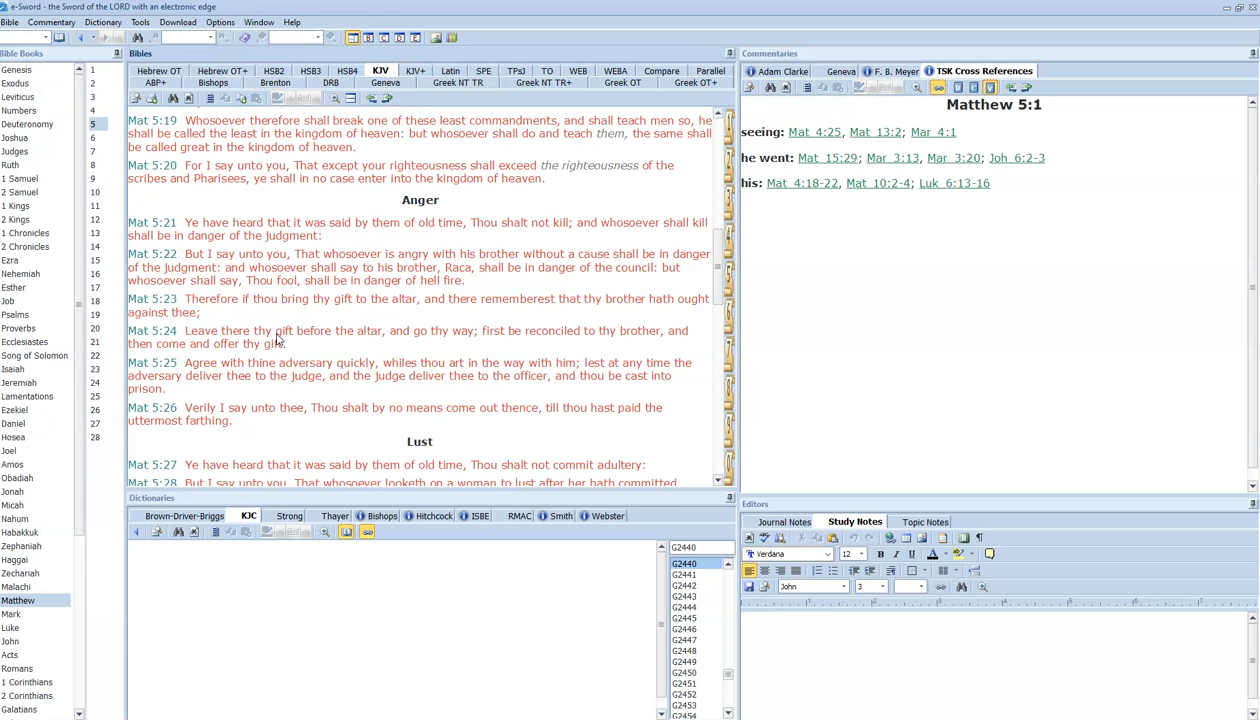 e-Sword - the Sword of the LORD with an electronic edge
Bible Commentary Dictionary Tools Download Options Window Help
B C D E
Bible Books
Genesis
Exodus
Leviticus
Numbers
Deuteronomy
Joshua
Judges
Ruth
1 Samuel
2 Samuel
1 Kings
2 Kings
1 Chronicles
2 Chronicles
Ezra
Nehemiah
Esther
Job
Psalms
Proverbs
Ecclesiastes
Song of Solomon
Isaiah
Jeremiah
Lamentations
Ezekiel
Daniel
Hosea
Joel
Amos
Obadiah
Jonah
Micah
Nahum
Habakkuk
Zephaniah
Haggai
Zechariah
Malachi
Matthew
Mark
Luke
John
Acts
Romans
1 Corinthians
2 Corinthians
Galatians
1
2
3
4
5
6
7
8
9
10
11
12
13
14
15
16
17
18
19
20
21
22
23
24
25
26
27
28
Bibles
Hebrew OT Hebrew OT+ HSB2 HSB3 HSB4 KJV KJV+ Latin SPE TPsJ TO WEB WEBA Compare Parallel
ABP+ Bishops Brenton DRB Geneva Greek NT TR Greek NT TR+ Greek OT Greek OT+
Mat 5:19 Whosoever therefore shall break one of these least commandments, and shall teach men so, he
shall be called the least in the kingdom of heaven: but whosoever shall do and teach them, the same shall
be called great in the kingdom of heaven.
Mat 5:20 For I say unto you, That except your righteousness shall exceed the righteousness of the
scribes and Pharisees, ye shall in no case enter into the kingdom of heaven.
Anger
Mat 5:21 Ye have heard that it was said by them of old time, Thou shalt not kill; and whosoever shall kill
shall be in danger of the judgment:
Mat 5:22 But I say unto you, That whosoever is angry with his brother without a cause shall be in danger
of the judgment: and whosoever shall say to his brother, Raca, shall be in danger of the council: but
whosoever shall say, Thou fool, shall be in danger of hell fire.
Mat 5:23 Therefore if thou bring thy gift to the altar, and there rememberest that thy brother hath ought
against thee;
Mat 5:24 Leave there thy gift before the altar, and go thy way; first be reconciled to thy brother, and
then come and offer thy gift.
Mat 5:25 Agree with thine adversary quickly, whiles thou art in the way with him; lest at any time the
adversary deliver thee to the judge, and the judge deliver thee to the officer, and thou be cast into
prison.
Mat 5:26 Verily I say unto thee, Thou shalt by no means come out thence, till thou hast paid the
uttermost farthing.
Lust
Mat 5:27 Ye have heard that it was said by them of old time, Thou shalt not commit adultery:
Mat 5:28 But I say unto you, That whosoever looketh on a woman to lust after her hath committed
Dictionaries
Brown-Driver-Briggs KJC Strong Thayer Bishops Hitchcock ISBE RMAC Smith Webster
G2440
G2440
G2441
G2442
G2443
G2444
G2445
G2446
G2447
G2448
G2449
G2450
G2451
G2452
G2453
G2454
Commentaries
Adam Clarke Geneva F. B. Meyer TSK Cross References
Matthew 5:1
seeing: Mat 4:25, Mat 13:2; Mar 4:1
he went: Mat 15:29; Mar 3:13, Mar 3:20; Joh 6:2-3
his: Mat 4:18-22, Mat 10:2-4; Luk 6:13-16
Editors
Journal Notes Study Notes Topic Notes
Verdana 12 B I U A
John 3
1 2 3 4 5 6 7